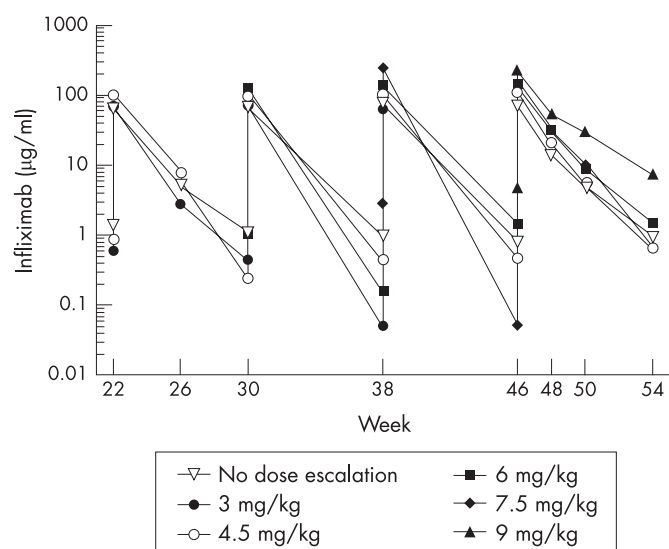 1000
100
10
1
0.1
0.01
Infliximab (µg/ml)
22 26 30 38 46 48 50 54
Week
No dose escalation
3 mg/kg
4.5 mg/kg
6 mg/kg
7.5 mg/kg
9 mg/kg